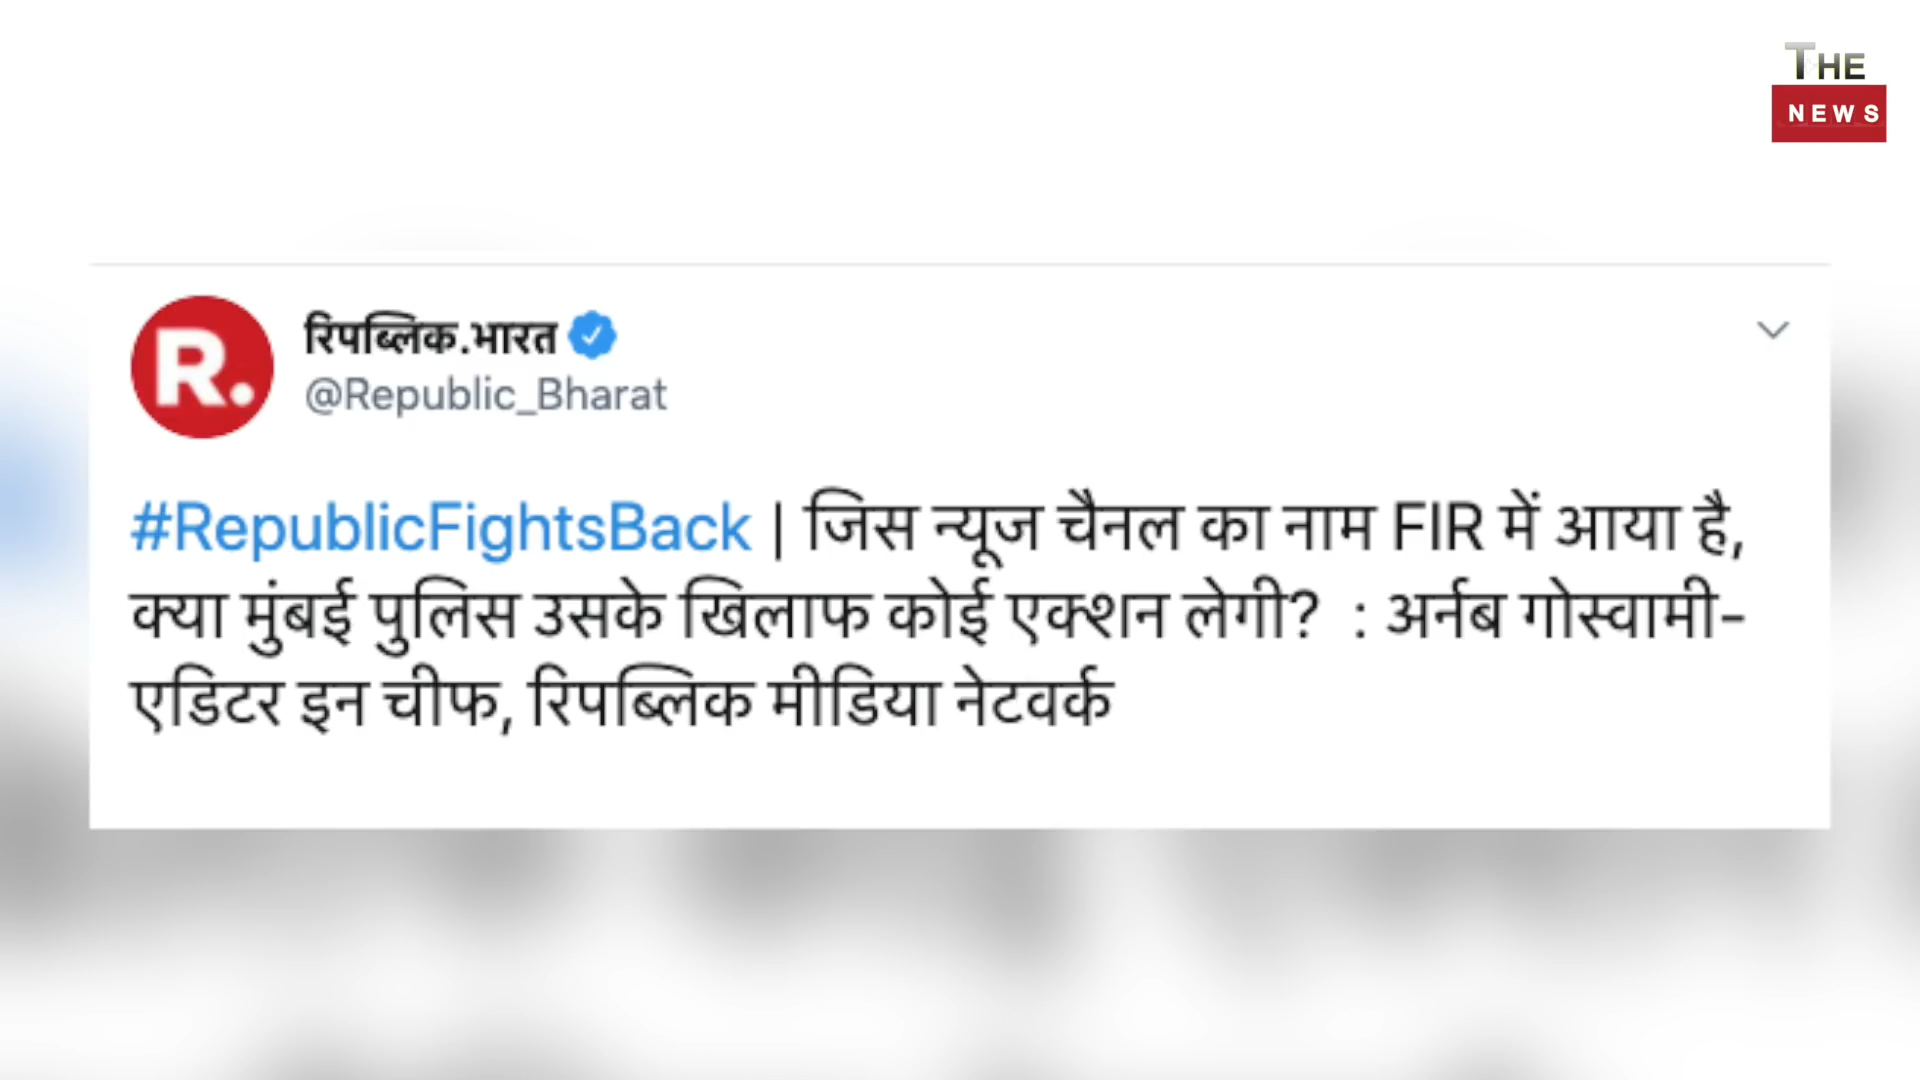 THE
NEWS
R.
रिपब्लिक.भारत
@Republic_Bharat
#RepublicFightsBack | जिस न्यूज चैनल का नाम FIR में आया है,
क्या मुंबई पुलिस उसके खिलाफ कोई एक्शन लेगी? : अर्नब गोस्वामी-
एडिटर इन चीफ, रिपब्लिक मीडिया नेटवर्क